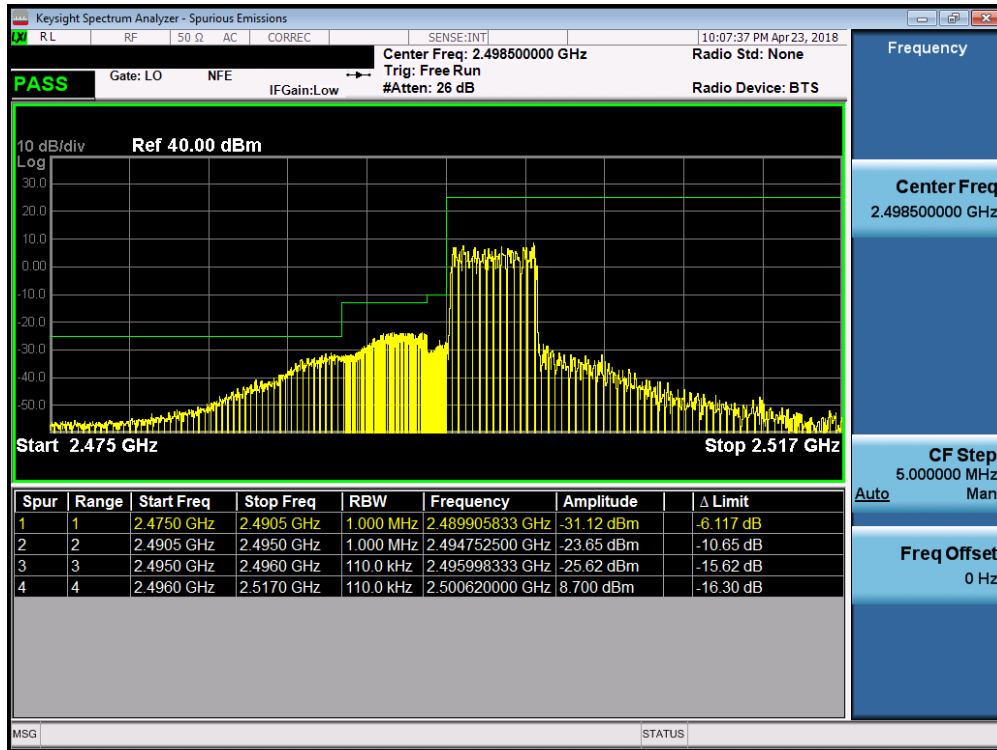 Keysight Spectrum Analyzer - Spurious Emissions
LXI RL RF 50 Ω AC CORREC SENSE:INT 10:07:37 PM Apr 23, 2018
Center Freq: 2.498500000 GHz Radio Std: None
PASS Gate: LO NFE Trig: Free Run
IFGain:Low #Atten: 26 dB Radio Device: BTS
Frequency
10 dB/div Ref 40.00 dBm
Log
30.0
20.0
10.0
0.00
-10.0
-20.0
-30.0
-40.0
-50.0
Start 2.475 GHz Stop 2.517 GHz
Center Freq
2.498500000 GHz
CF Step
5.000000 MHz
Auto Man
Freq Offset
0 Hz
Spur Range Start Freq Stop Freq RBW Frequency Amplitude Δ Limit
1 1 2.4750 GHz 2.4905 GHz 1.000 MHz 2.489905833 GHz -31.12 dBm -6.117 dB
2 2 2.4905 GHz 2.4950 GHz 1.000 MHz 2.494752500 GHz -23.65 dBm -10.65 dB
3 3 2.4950 GHz 2.4960 GHz 110.0 kHz 2.495998333 GHz -25.62 dBm -15.62 dB
4 4 2.4960 GHz 2.5170 GHz 110.0 kHz 2.500620000 GHz 8.700 dBm -16.30 dB
MSG STATUS